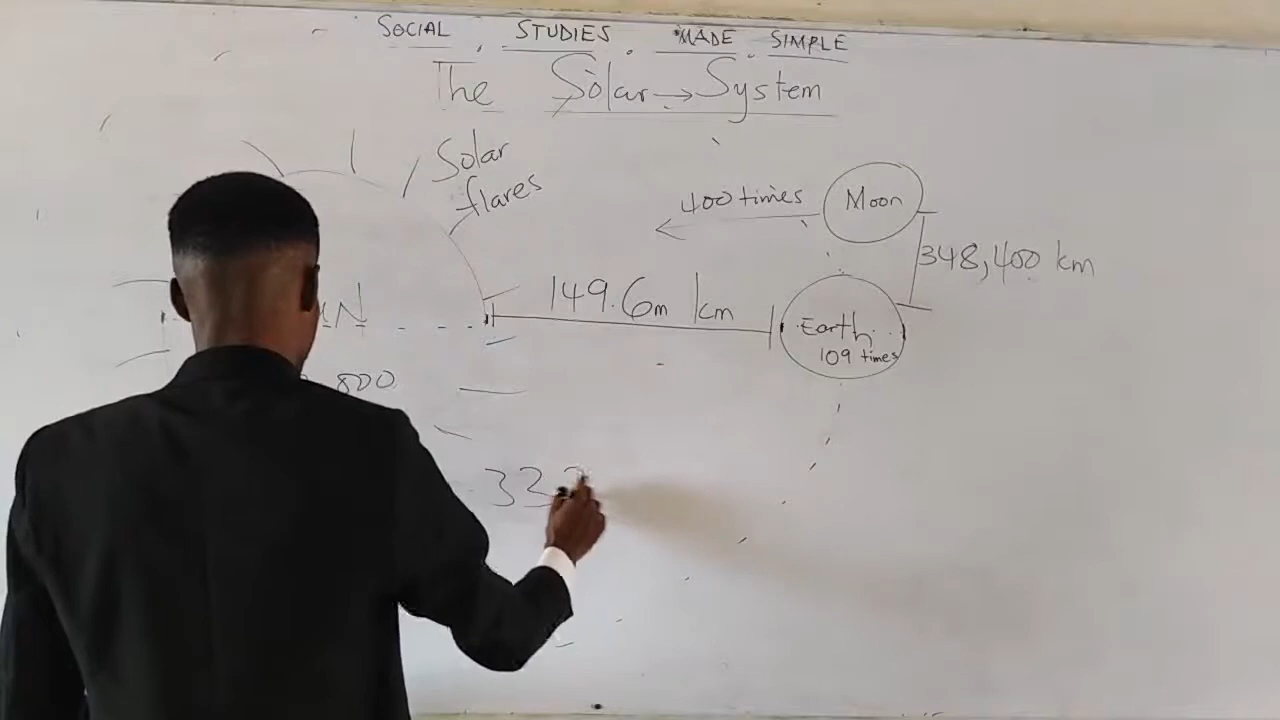 SOCIAL STUDIES MADE SIMPLE
The Solar → System
Solar
flares
400 times
Moon
348,400 km
149.6m km
Earth
109 times
800
33